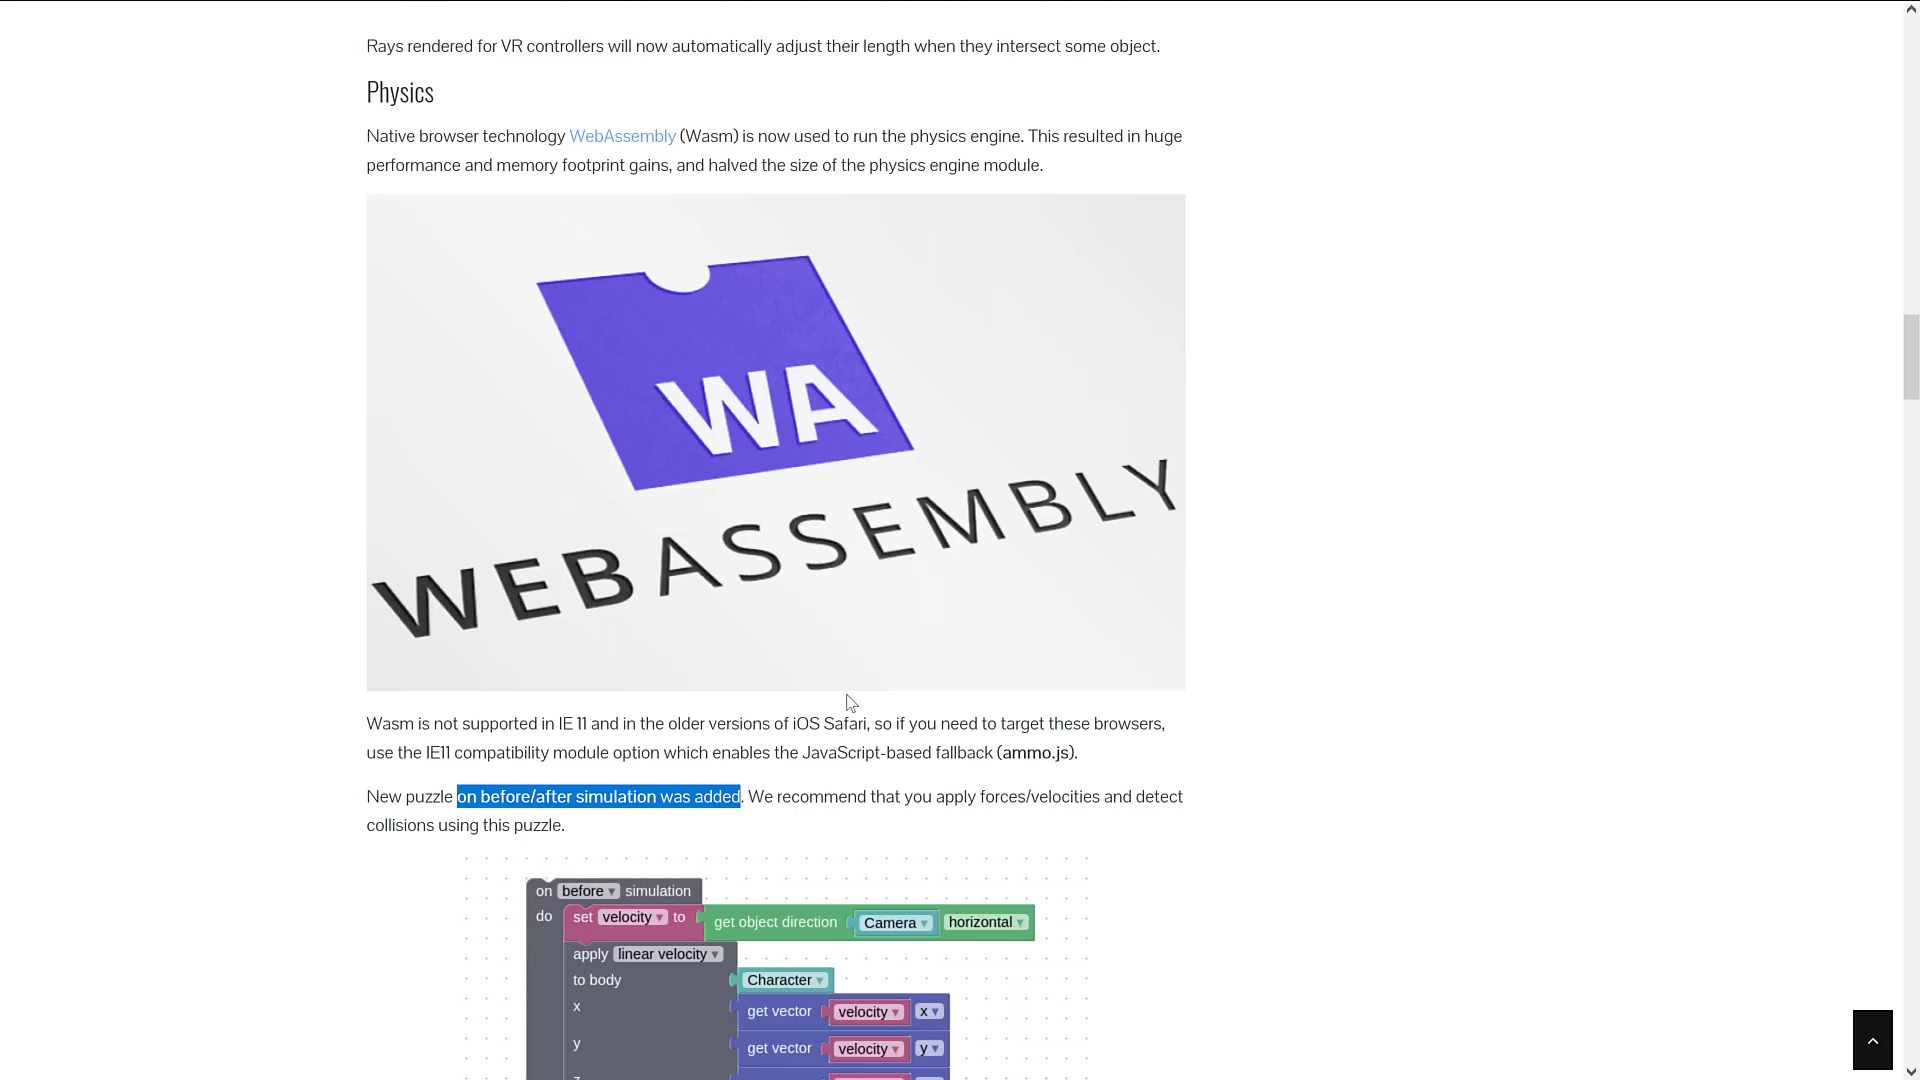 Rays rendered for VR controllers will now automatically adjust their length when they intersect some object.
Physics
Native browser technology WebAssembly (Wasm) is now used to run the physics engine. This resulted in huge
performance and memory footprint gains, and halved the size of the physics engine module.
WA
WEBASSEMBLY
Wasm is not supported in IE 11 and in the older versions of iOS Safari, so if you need to target these browsers,
use the IE11 compatibility module option which enables the JavaScript-based fallback (ammo.js).
New puzzle on before/after simulation was added. We recommend that you apply forces/velocities and detect
collisions using this puzzle.
on before simulation
do set velocity to get object direction Camera horizontal
apply linear velocity
to body Character
x get vector velocity x
y get vector velocity y